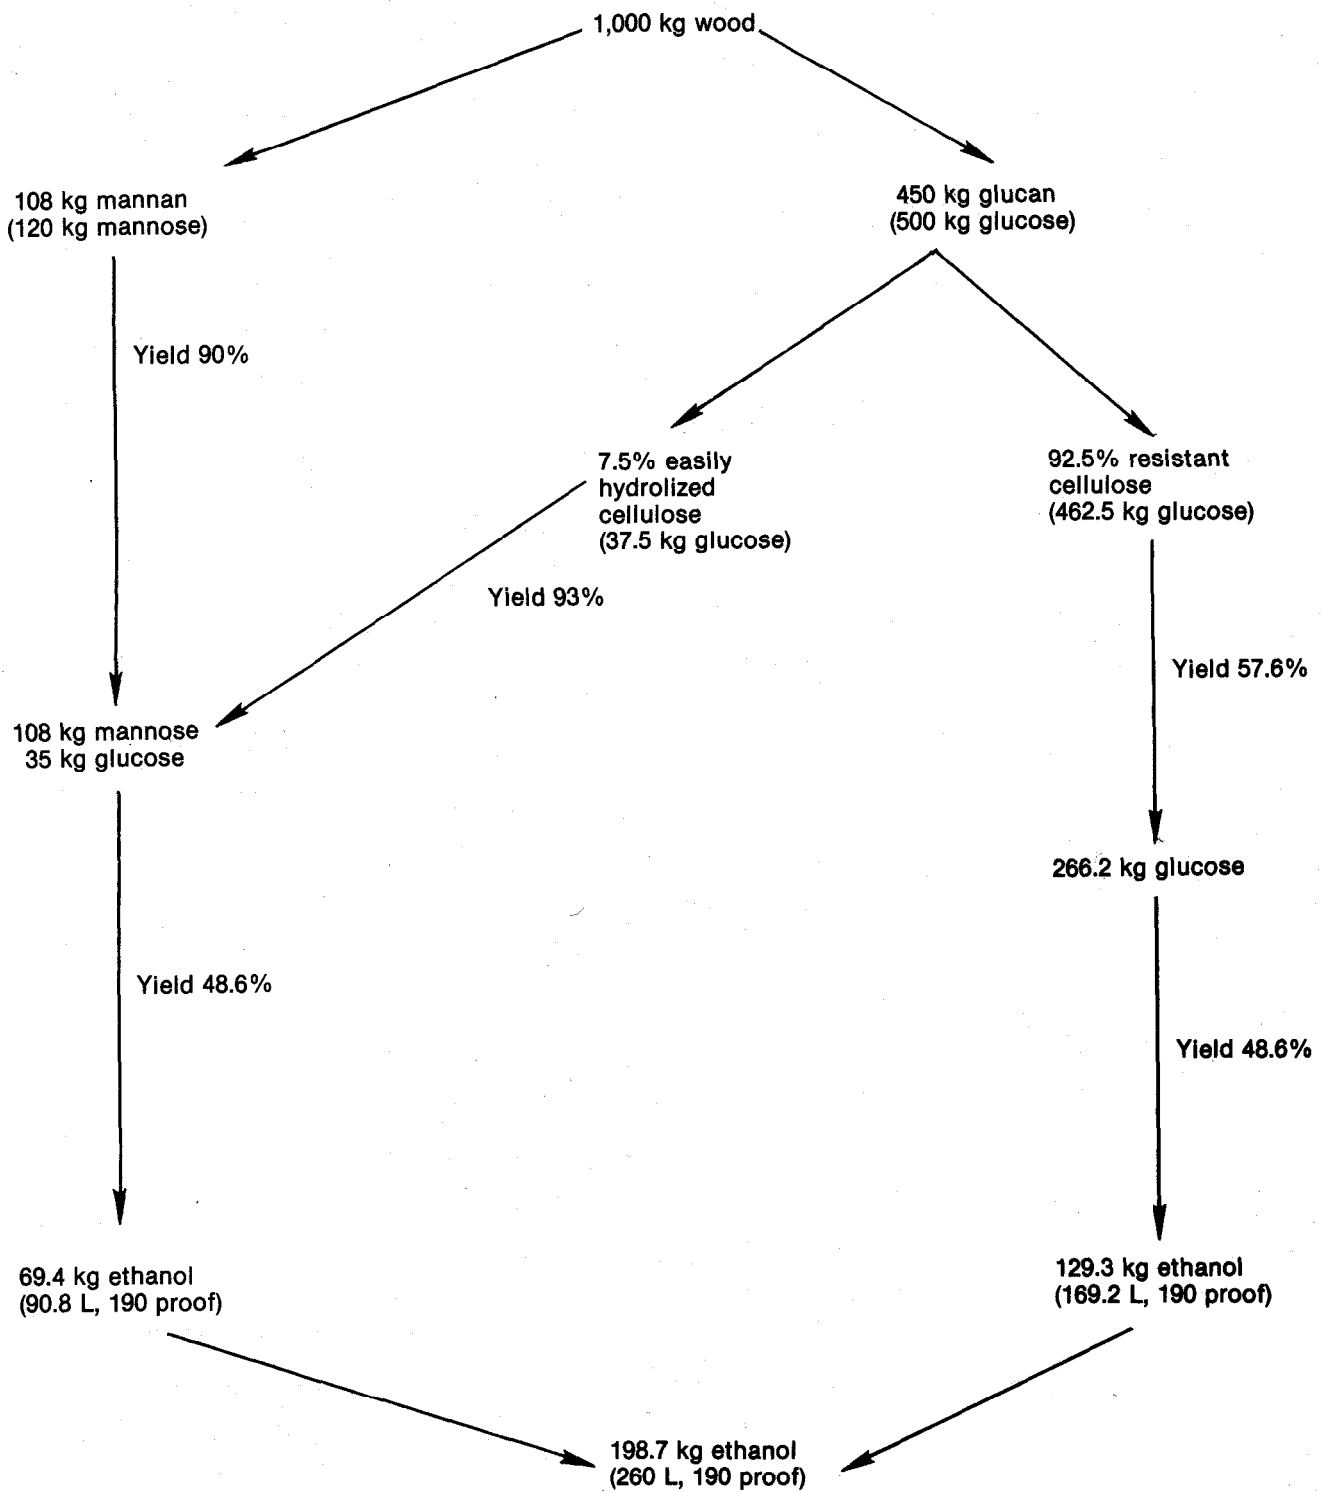 1,000 kg wood
108 kg mannan
(120 kg mannose)
450 kg glucan
(500 kg glucose)
Yield 90%
7.5% easily
hydrolized
cellulose
(37.5 kg glucose)
92.5% resistant
cellulose
(462.5 kg glucose)
Yield 93%
Yield 57.6%
108 kg mannose
35 kg glucose
266.2 kg glucose
Yield 48.6%
Yield 48.6%
69.4 kg ethanol
(90.8 L, 190 proof)
129.3 kg ethanol
(169.2 L, 190 proof)
198.7 kg ethanol
(260 L, 190 proof)